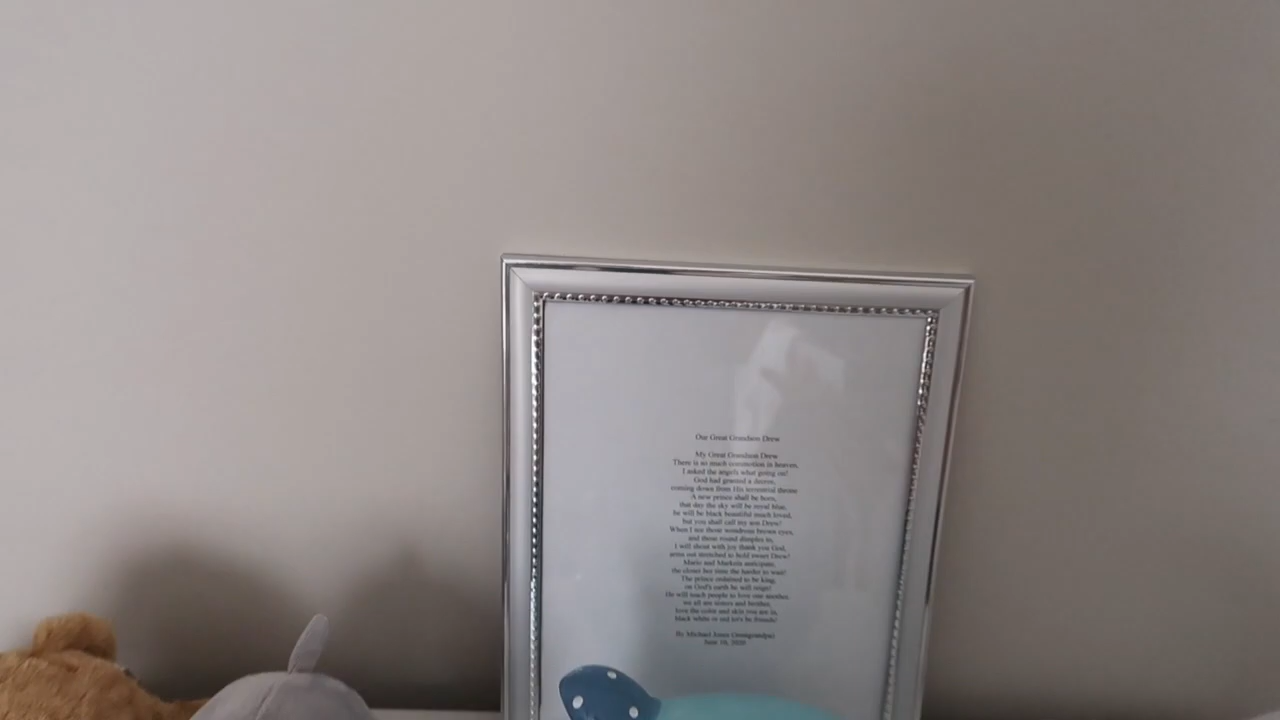 Our Great Grandson Drew
My Great Grandson Drew
There is so much commotion in heaven,
I asked the angels what going on!
God had granted a decree,
coming down from His terrestrial throne
A new prince shall be born,
that day the sky will be royal blue,
he will be black beautiful much loved,
but you shall call my son Drew!
When I see those wondrous brown eyes,
and those round dimples to,
I will shout with joy thank you God,
arms out stretched to hold sweet Drew!
Mario and Markeis anticipate,
the closer her time the harder to wait!
The prince ordained to be king,
on God's earth he will reign!
He will teach people to love one another,
we all are sisters and brother,
love the color and skin you are in,
black white or red let's be friends!
By Michael Jones
2020